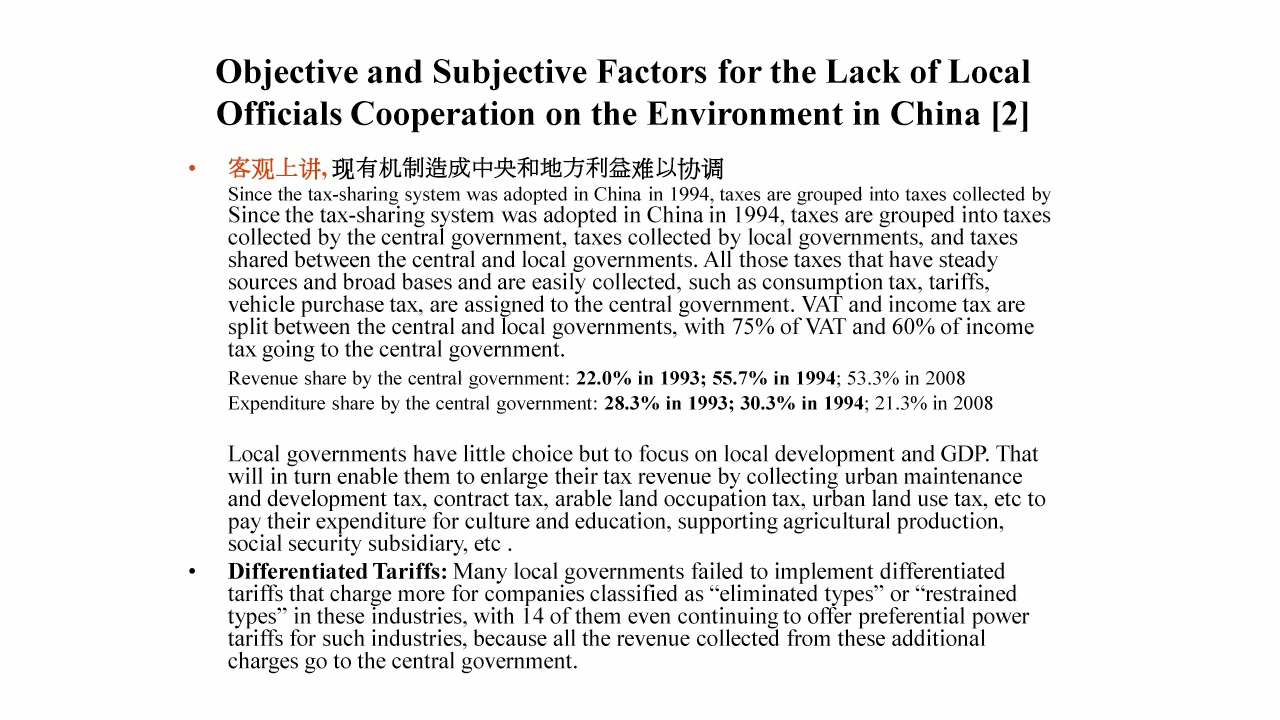 Objective and Subjective Factors for the Lack of Local
Officials Cooperation on the Environment in China [2]
• 客观上讲, 现有机制造成中央和地方利益难以协调
Since the tax-sharing system was adopted in China in 1994, taxes are grouped into taxes collected by
Since the tax-sharing system was adopted in China in 1994, taxes are grouped into taxes
collected by the central government, taxes collected by local governments, and taxes
shared between the central and local governments. All those taxes that have steady
sources and broad bases and are easily collected, such as consumption tax, tariffs,
vehicle purchase tax, are assigned to the central government. VAT and income tax are
split between the central and local governments, with 75% of VAT and 60% of income
tax going to the central government.
Revenue share by the central government: 22.0% in 1993; 55.7% in 1994; 53.3% in 2008
Expenditure share by the central government: 28.3% in 1993; 30.3% in 1994; 21.3% in 2008
Local governments have little choice but to focus on local development and GDP. That
will in turn enable them to enlarge their tax revenue by collecting urban maintenance
and development tax, contract tax, arable land occupation tax, urban land use tax, etc to
pay their expenditure for culture and education, supporting agricultural production,
social security subsidiary, etc .
• Differentiated Tariffs: Many local governments failed to implement differentiated
tariffs that charge more for companies classified as “eliminated types” or “restrained
types” in these industries, with 14 of them even continuing to offer preferential power
tariffs for such industries, because all the revenue collected from these additional
charges go to the central government.